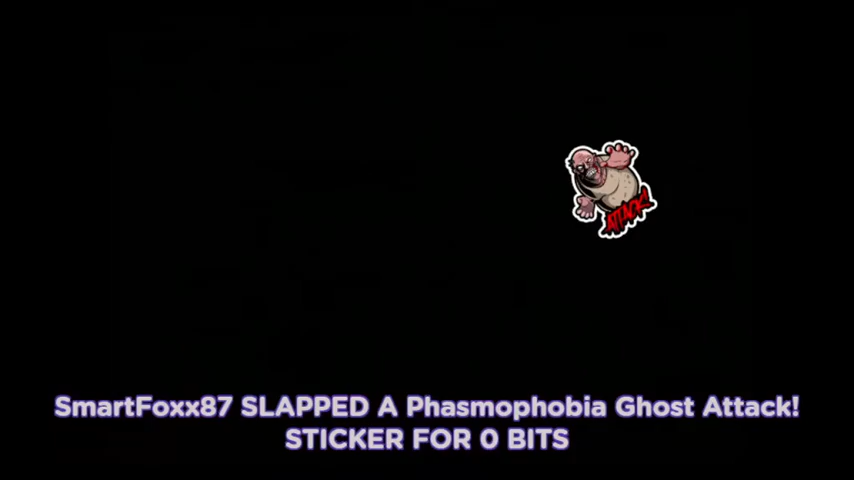 ATTACK!
SmartFoxx87 SLAPPED A Phasmophobia Ghost Attack!
STICKER FOR 0 BITS